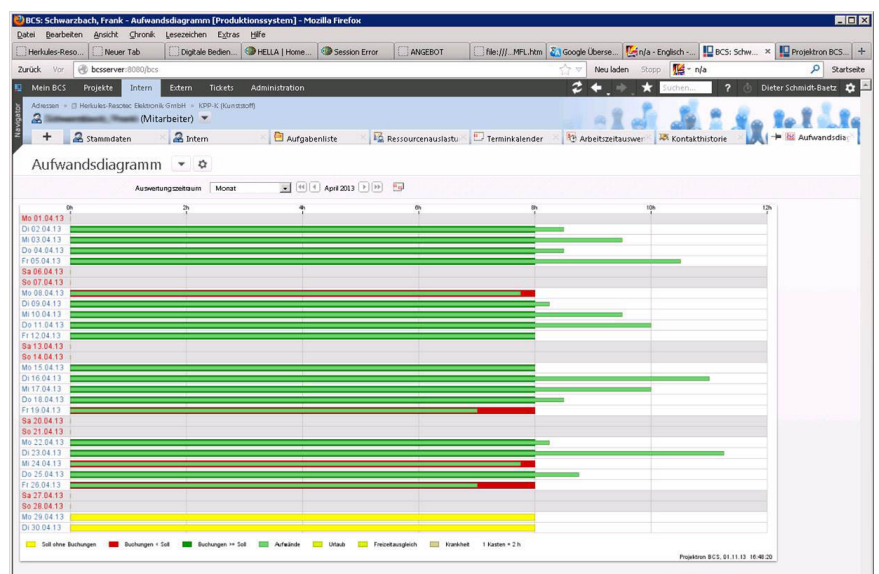 BCS: Schwarzbach, Frank - Aufwandsdiagramm [Produktionssystem] - Mozilla Firefox
Datei Bearbeiten Ansicht Chronik Lesezeichen Extras Hilfe
Herkules-Reso... Neuer Tab Digitale Bedien... HELLA | Home... Session Error ANGEBOT file:///...MFL.htm Google Überse... n/a - Englisch -... BCS: Schw... × Projektron BCS... +
Zurück Vor bcsserver:8080/bcs Neu laden Stopp n/a Startseite
Mein BCS Projekte Intern Extern Tickets Administration Suchen... ? Dieter Schmidt-Baetz
Navigator
Adressen » Herkules-Resotec Elektronik GmbH » KPP-K (Kunststoff)
(Mitarbeiter)
+ Stammdaten × Intern × Aufgabenliste × Ressourcenauslastu × Terminkalender × Arbeitszeitauswer × Kontakthistorie × Aufwandsdia
Aufwandsdiagramm
Auswertungszeitraum Monat April 2013
0h 2h 4h 6h 8h 10h 12h
Mo 01.04.13
Di 02.04.13
Mi 03.04.13
Do 04.04.13
Fr 05.04.13
Sa 06.04.13
So 07.04.13
Mo 08.04.13
Di 09.04.13
Mi 10.04.13
Do 11.04.13
Fr 12.04.13
Sa 13.04.13
So 14.04.13
Mo 15.04.13
Di 16.04.13
Mi 17.04.13
Do 18.04.13
Fr 19.04.13
Sa 20.04.13
So 21.04.13
Mo 22.04.13
Di 23.04.13
Mi 24.04.13
Do 25.04.13
Fr 26.04.13
Sa 27.04.13
So 28.04.13
Mo 29.04.13
Di 30.04.13
Soll ohne Buchungen Buchungen < Soll Buchungen >= Soll Aufwände Urlaub Freizeitausgleich Krankheit 1 Kasten = 2 h
Projektron BCS, 01.11.13 16:48:20